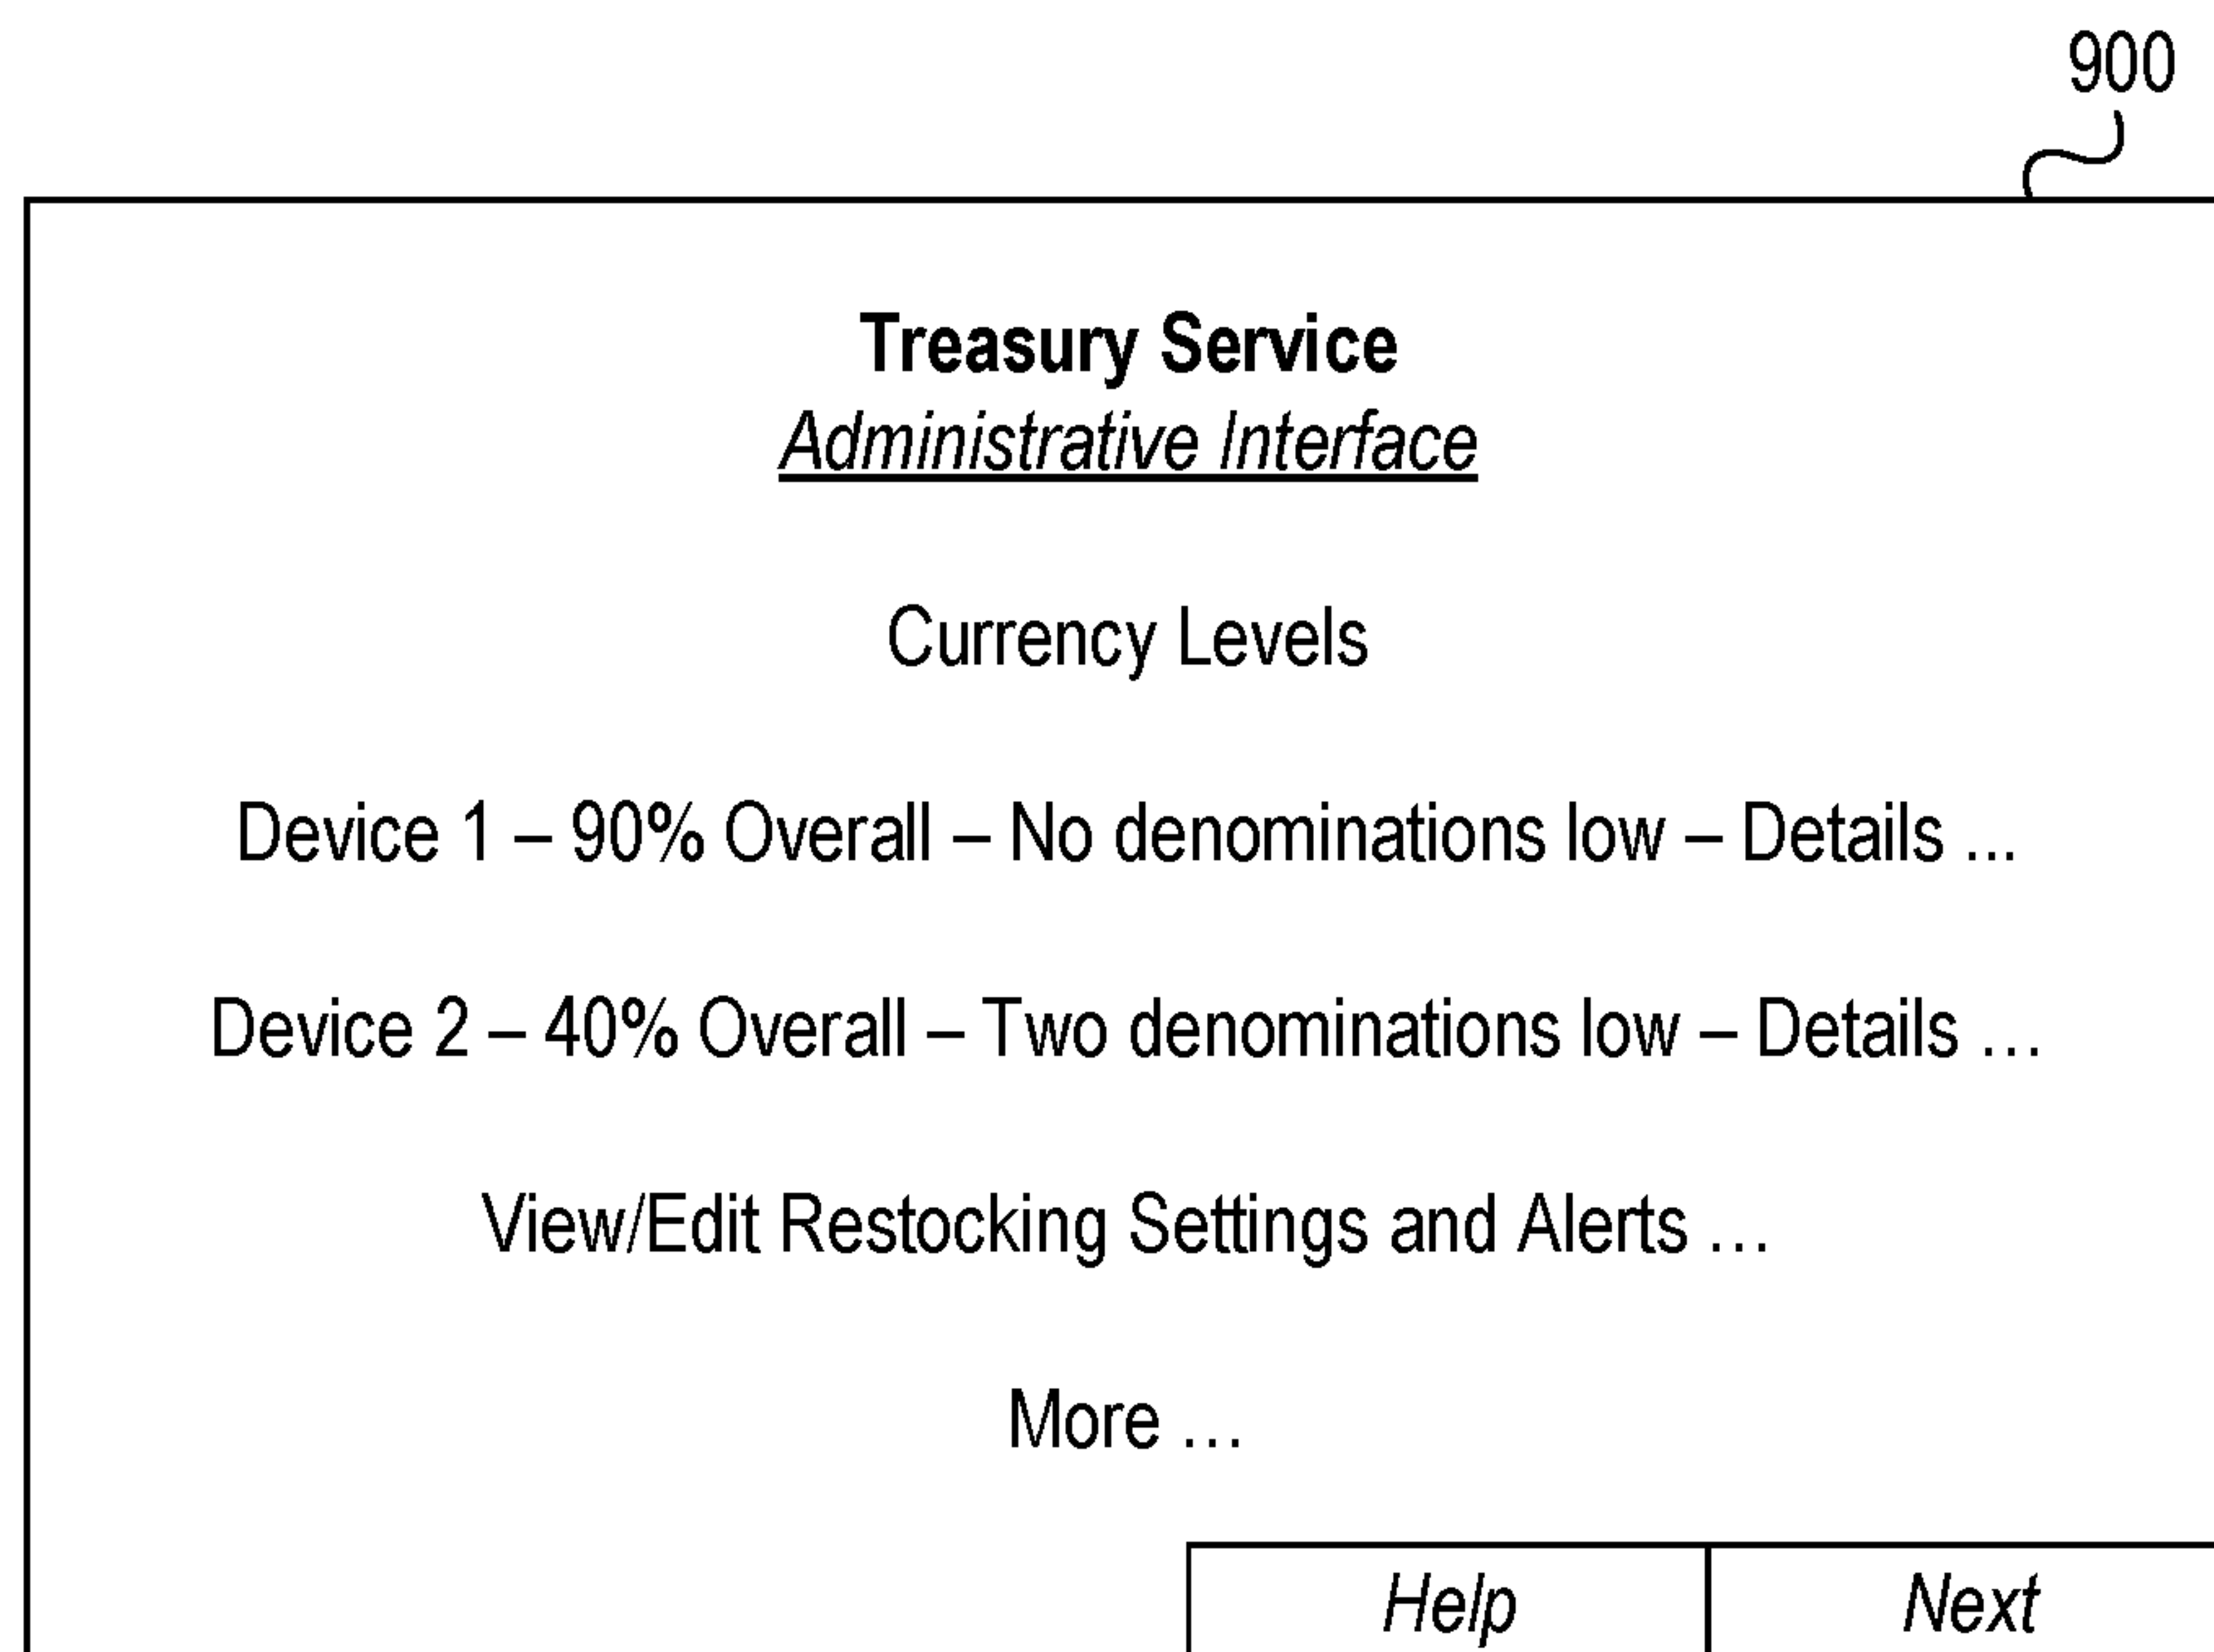 900
Treasury Service
Administrative Interface
Currency Levels
Device 1 – 90% Overall – No denominations low – Details ...
Device 2 – 40% Overall – Two denominations low – Details ...
View/Edit Restocking Settings and Alerts ...
More ...
Help
Next